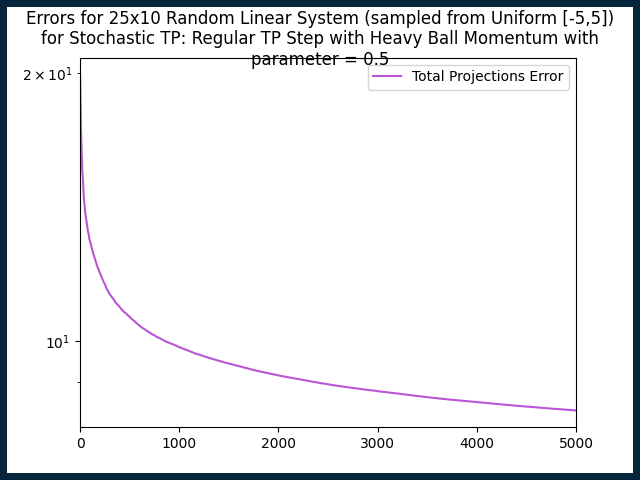 Errors for 25x10 Random Linear System (sampled from Uniform [-5,5])
for Stochastic TP: Regular TP Step with Heavy Ball Momentum with
parameter = 0.5
2 × 10¹
Total Projections Error
10¹
0 1000 2000 3000 4000 5000